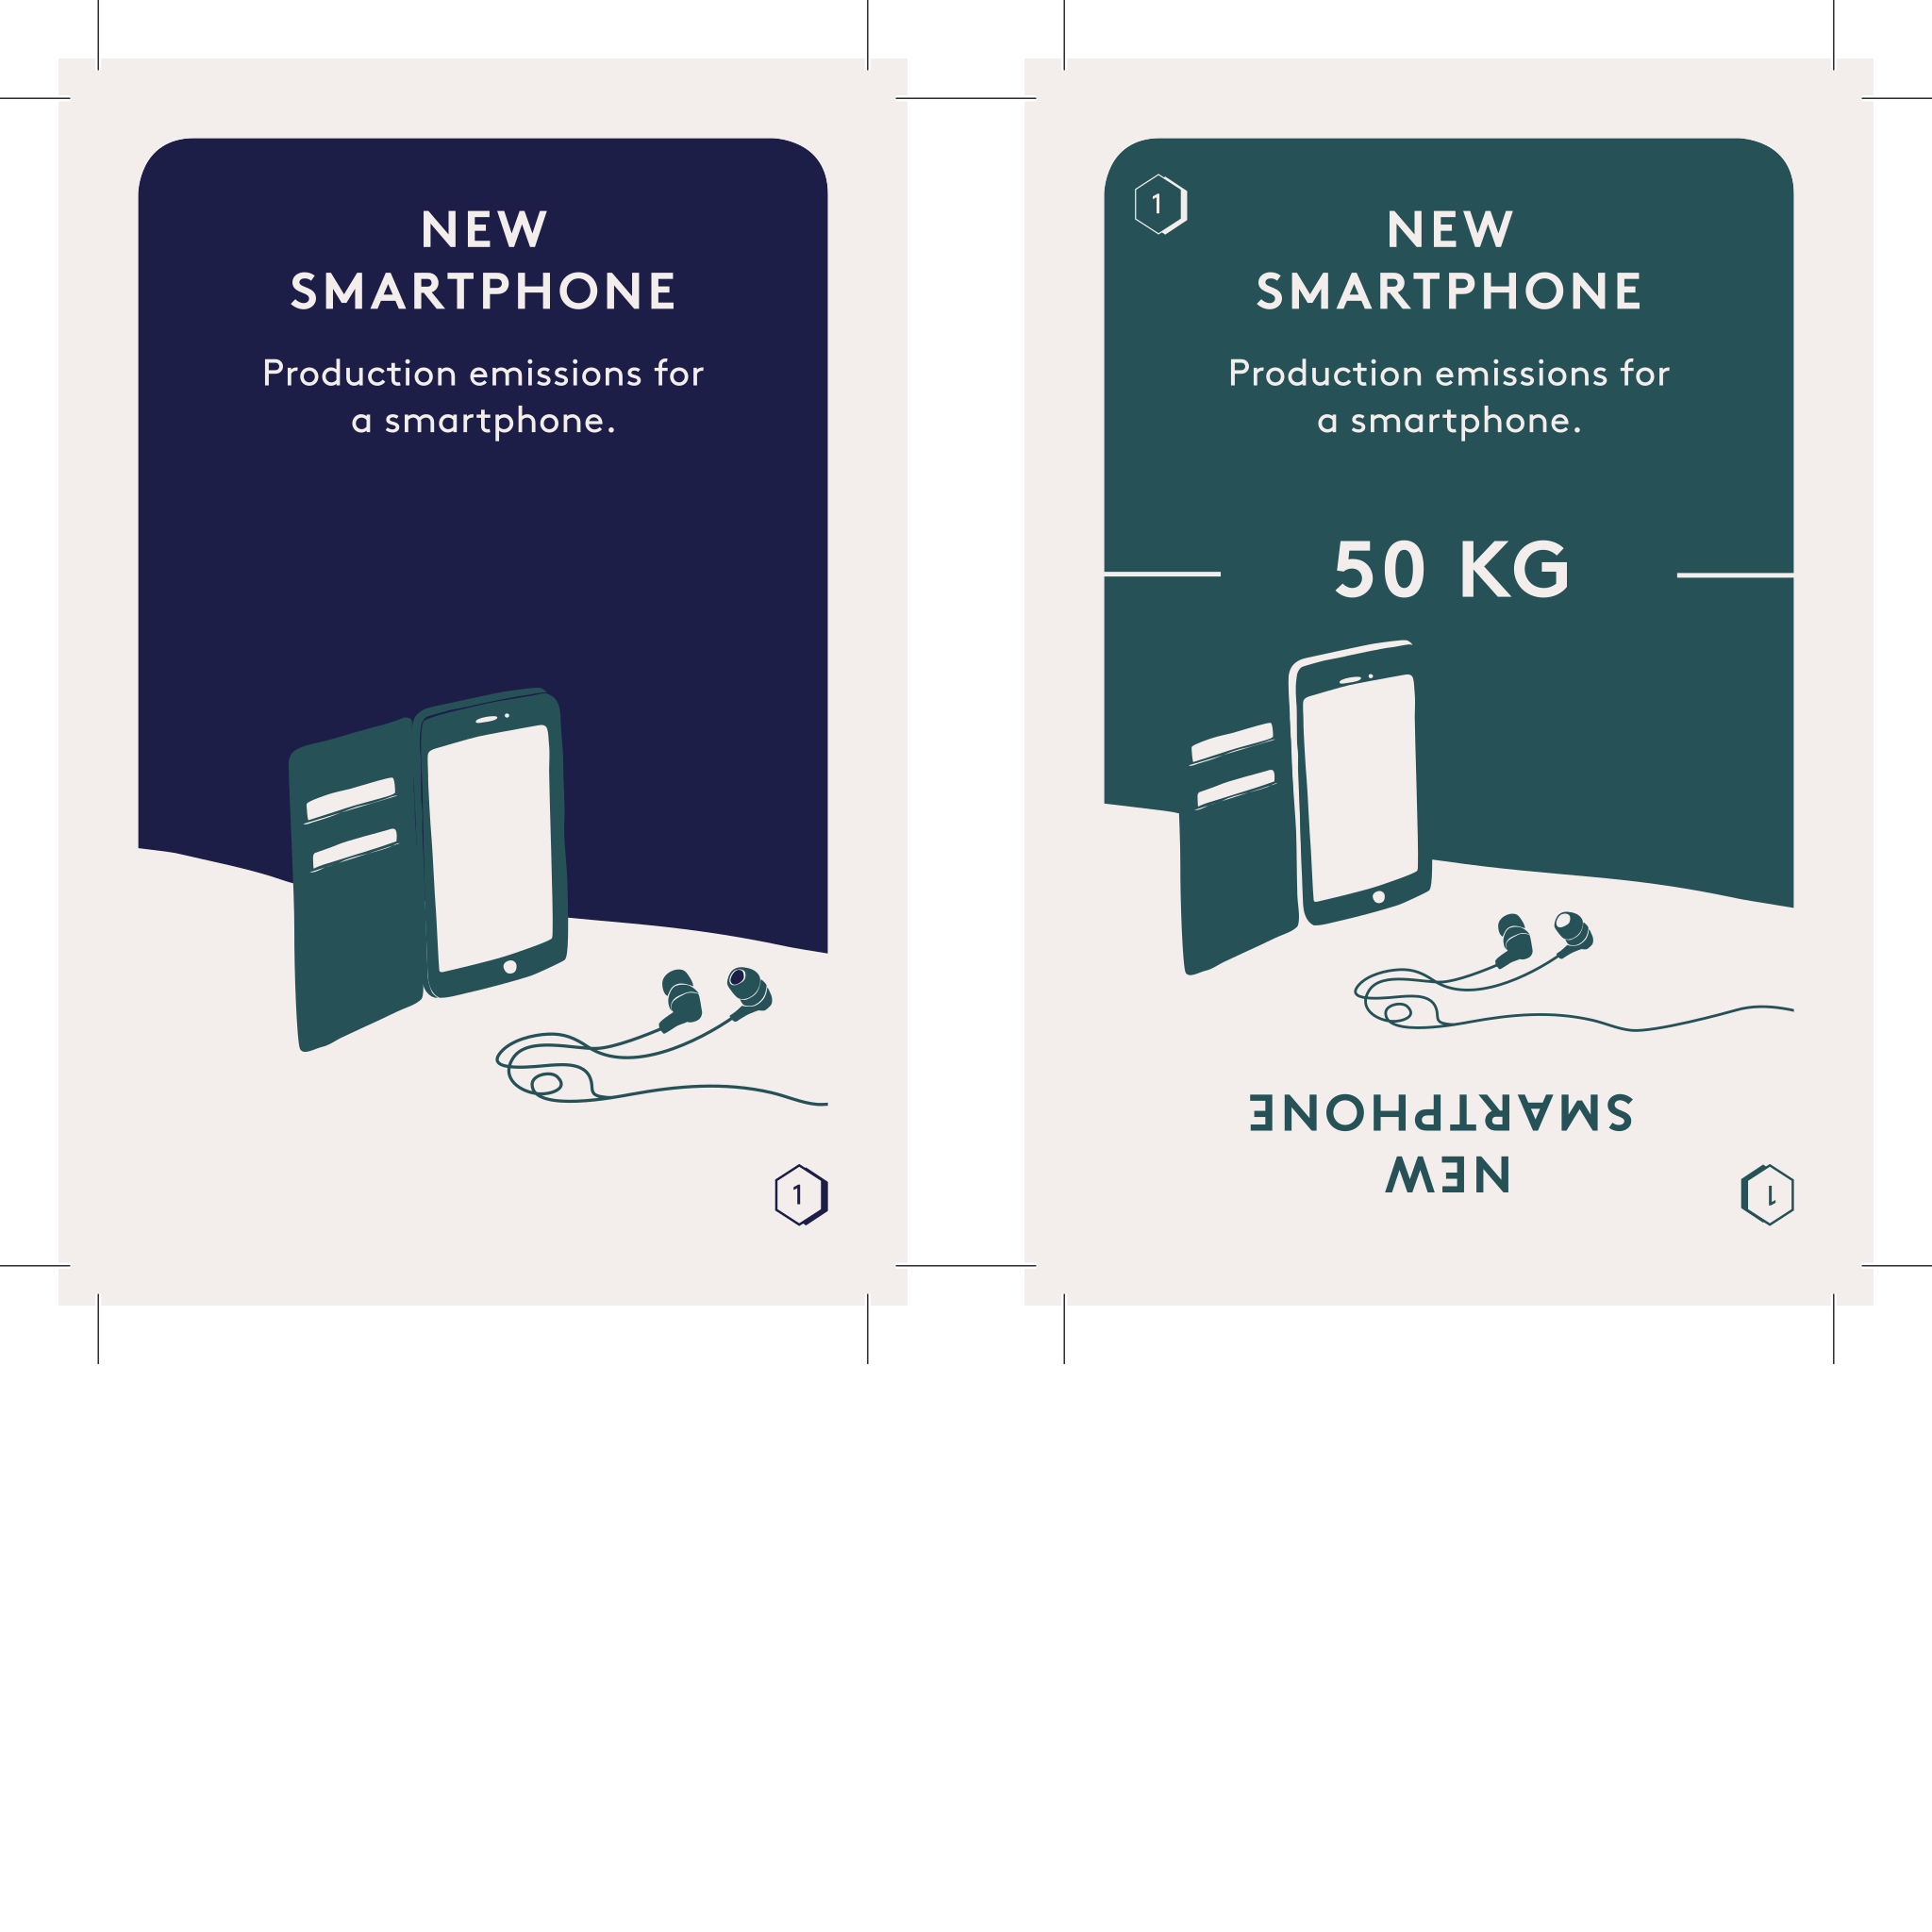 NEW
SMARTPHONE
Production emissions for
a smartphone.
1
1
NEW
SMARTPHONE
Production emissions for
a smartphone.
50 KG
NEW
SMARTPHONE
1